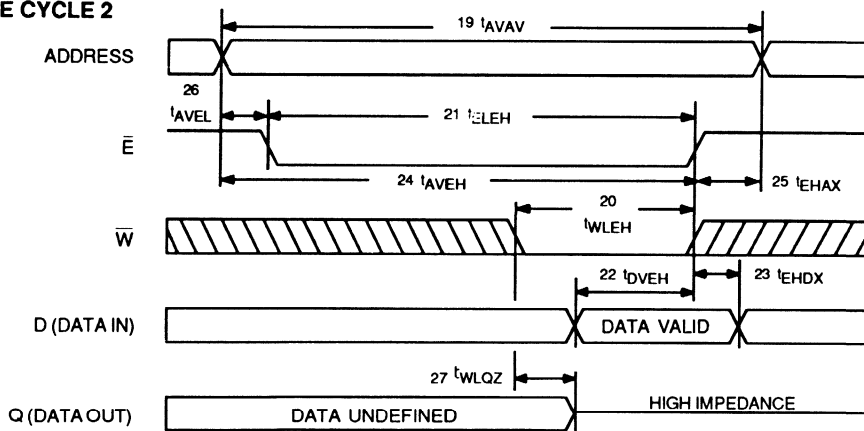 E CYCLE 2
19 tAVAV
ADDRESS
26
tAVEL
21 tELEH
E
24 tAVEH
25 tEHAX
20
W
tWLEH
22 tDVEH
23 tEHDX
D (DATA IN)
DATA VALID
27 tWLQZ
Q (DATA OUT)
DATA UNDEFINED
HIGH IMPEDANCE